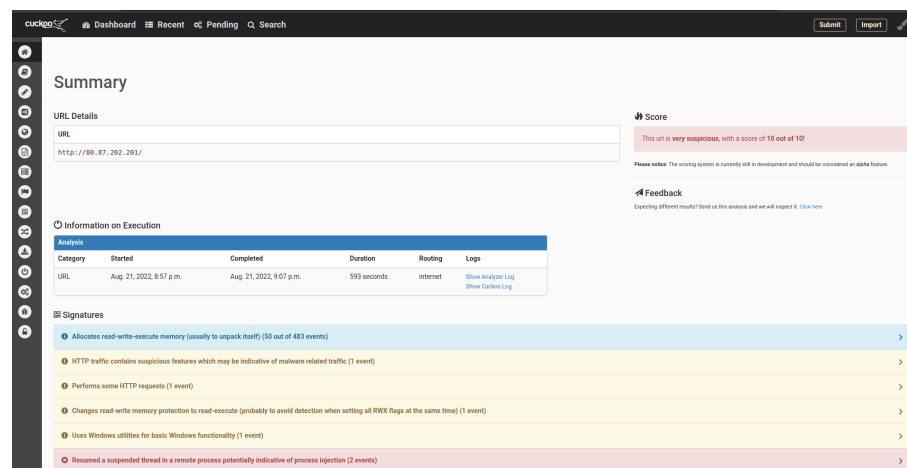 cuckoo Dashboard Recent Pending Search Submit Import
Summary
URL Details
URL
http://80.87.202.201/
Score
This url is very suspicious, with a score of 10 out of 10!
Please notice: The scoring system is currently still in development and should be considered an alpha feature.
Feedback
Expecting different results? Send us this analysis and we will inspect it. Click here
Information on Execution
Analysis
Category Started Completed Duration Routing Logs
URL Aug. 21, 2022, 8:57 p.m. Aug. 21, 2022, 9:07 p.m. 593 seconds internet Show Analyzer Log
Show Cuckoo Log
Signatures
Allocates read-write-execute memory (usually to unpack itself) (50 out of 483 events)
HTTP traffic contains suspicious features which may be indicative of malware related traffic (1 event)
Performs some HTTP requests (1 event)
Changes read-write memory protection to read-execute (probably to avoid detection when setting all RWX flags at the same time) (1 event)
Uses Windows utilities for basic Windows functionality (1 event)
Resumed a suspended thread in a remote process potentially indicative of process injection (2 events)